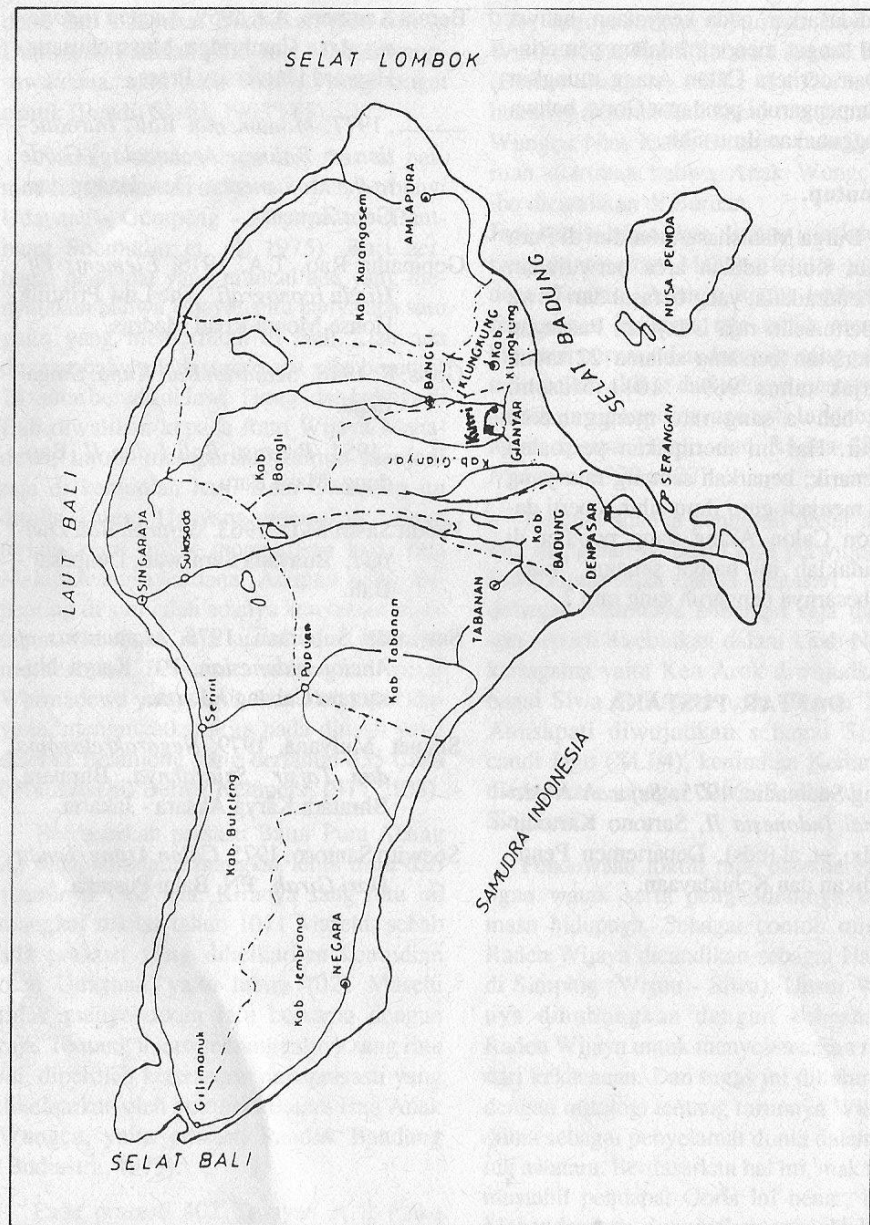 SELAT LOMBOK
AMLAPURA
Kab. Karangasem
NUSA PENIDA
SELAT BADUNG
KLUNGKUNG
Kab.
Klungkung
BANGLI
Kutri
GIANYAR
Kab gianyar
Kab.
Bangli
SERANGAN
LAUT BALI
SINGARAJA
Sukasada
Kab.
BADUNG
DENPASAR
TABANAN
Kab Tabanan
Pupuan
Seririt
Kab. Buleleng
SAMUDRA INDONESIA
Kab Jembrana
NEGARA
Gilimanuk
SELAT BALI